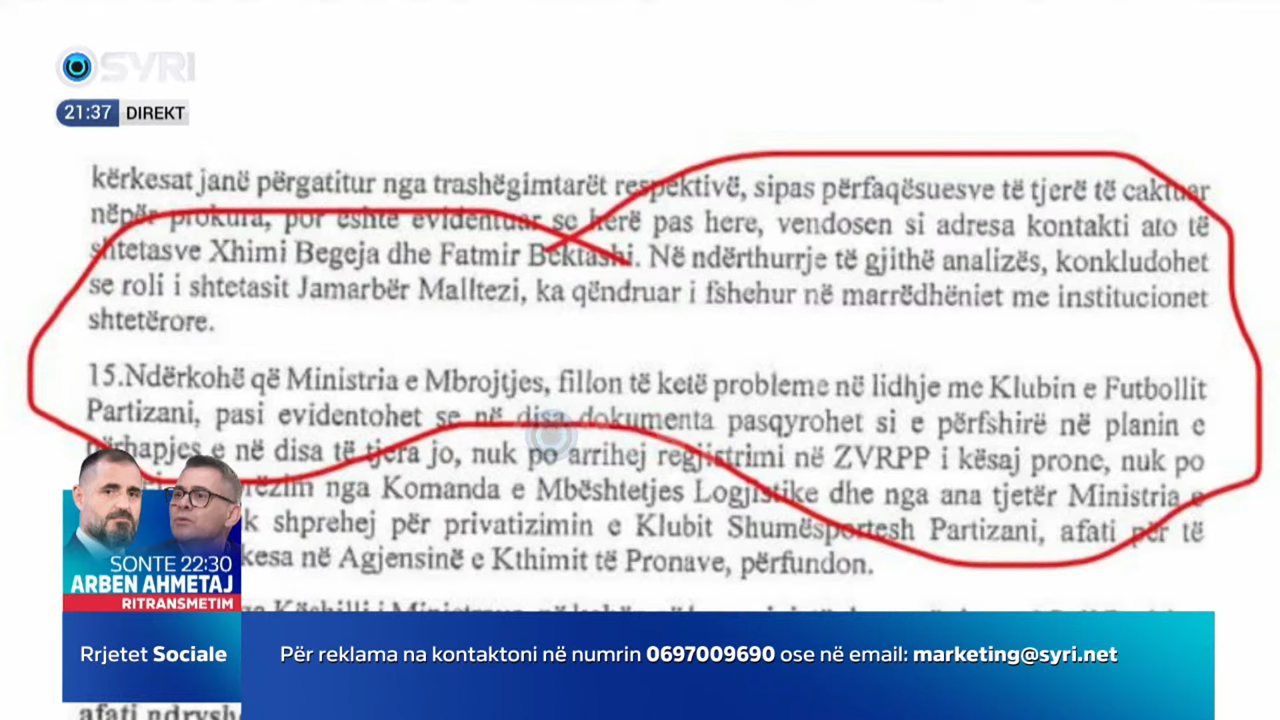 SYRI
21:37 DIREKT
kërkesat janë përgatitur nga trashëgimtarët respektivë, sipas përfaqësuesve të tjerë të caktuar
nëpër prokura, por është evidentuar se herë pas here, vendosen si adresa kontakti ato të
shtetasve Xhimi Begeja dhe Fatmir Bektashi. Në ndërthurrje të gjithë analizës, konkludohet
se roli i shtetasit Jamarbër Malltezi, ka qëndruar i fshehur në marrëdhëniet me institucionet
shtetërore.
15.Ndërkohë që Ministria e Mbrojtjes, fillon të ketë probleme në lidhje me Klubin e Futbollit
Partizani, pasi evidentohet se në disa dokumenta pasqyrohet si e përfshirë në planin e
përhapjes e në disa të tjera jo, nuk po arrihej regjistrimi në ZVRPP i kësaj prone, nuk po
nga Komanda e Mbështetjes Logjistike dhe nga ana tjetër Ministria e
shprehej për privatizimin e Klubit Shumësportesh Partizani, afati për të
në Agjensinë e Kthimit të Pronave, përfundon.
SONTE 22:30
ARBEN AHMETAJ
RITRANSMETIM
Rrjetet Sociale
Për reklama na kontaktoni në numrin 0697009690 ose në email: marketing@syri.net
afati